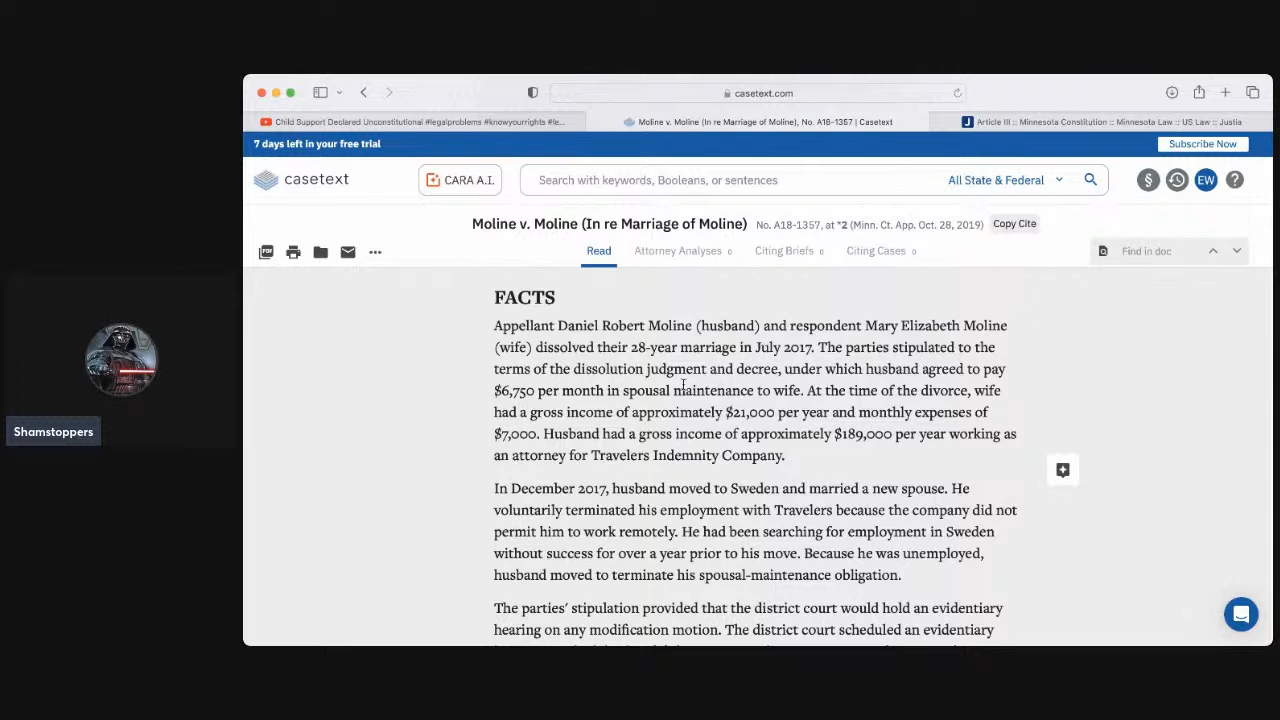 casetext.com
Child Support Declared Unconstitutional #legalproblems #knowyourrights #le...
Moline v. Moline (In re Marriage of Moline), No. A18-1357 | Casetext
Article III :: Minnesota Constitution :: Minnesota Law :: US Law :: Justia
7 days left in your free trial
Subscribe Now
casetext
CARA A.I.
Search with keywords, Booleans, or sentences
All State & Federal
§
EW
?
Moline v. Moline (In re Marriage of Moline) No. A18-1357, at *2 (Minn. Ct. App. Oct. 28, 2019)
Copy Cite
PDF
Read
Attorney Analyses 0
Citing Briefs 0
Citing Cases 0
Find in doc
FACTS
Appellant Daniel Robert Moline (husband) and respondent Mary Elizabeth Moline
(wife) dissolved their 28-year marriage in July 2017. The parties stipulated to the
terms of the dissolution judgment and decree, under which husband agreed to pay
$6,750 per month in spousal maintenance to wife. At the time of the divorce, wife
had a gross income of approximately $21,000 per year and monthly expenses of
$7,000. Husband had a gross income of approximately $189,000 per year working as
an attorney for Travelers Indemnity Company.
In December 2017, husband moved to Sweden and married a new spouse. He
voluntarily terminated his employment with Travelers because the company did not
permit him to work remotely. He had been searching for employment in Sweden
without success for over a year prior to his move. Because he was unemployed,
husband moved to terminate his spousal-maintenance obligation.
The parties' stipulation provided that the district court would hold an evidentiary
hearing on any modification motion. The district court scheduled an evidentiary
Shamstoppers